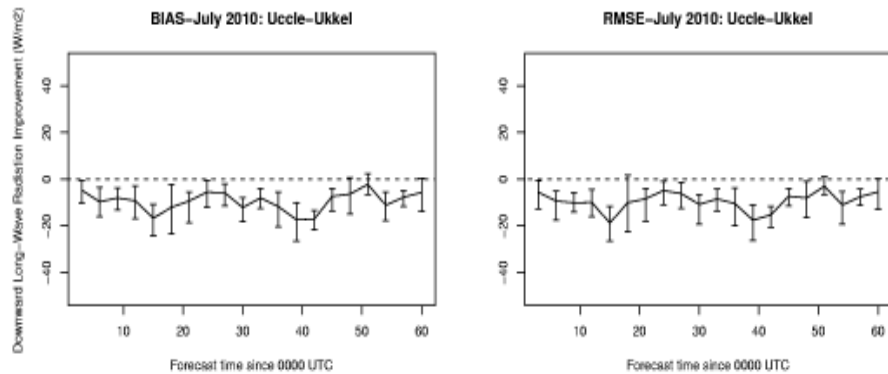 BIAS-July 2010: Uccle-Ukkel
RMSE-July 2010: Uccle-Ukkel
Downward Long-Wave Radiation Improvement (W/m2)
40
20
0
-20
-40
10 20 30 40 50 60
Forecast time since 0000 UTC
40
20
0
-20
-40
10 20 30 40 50 60
Forecast time since 0000 UTC